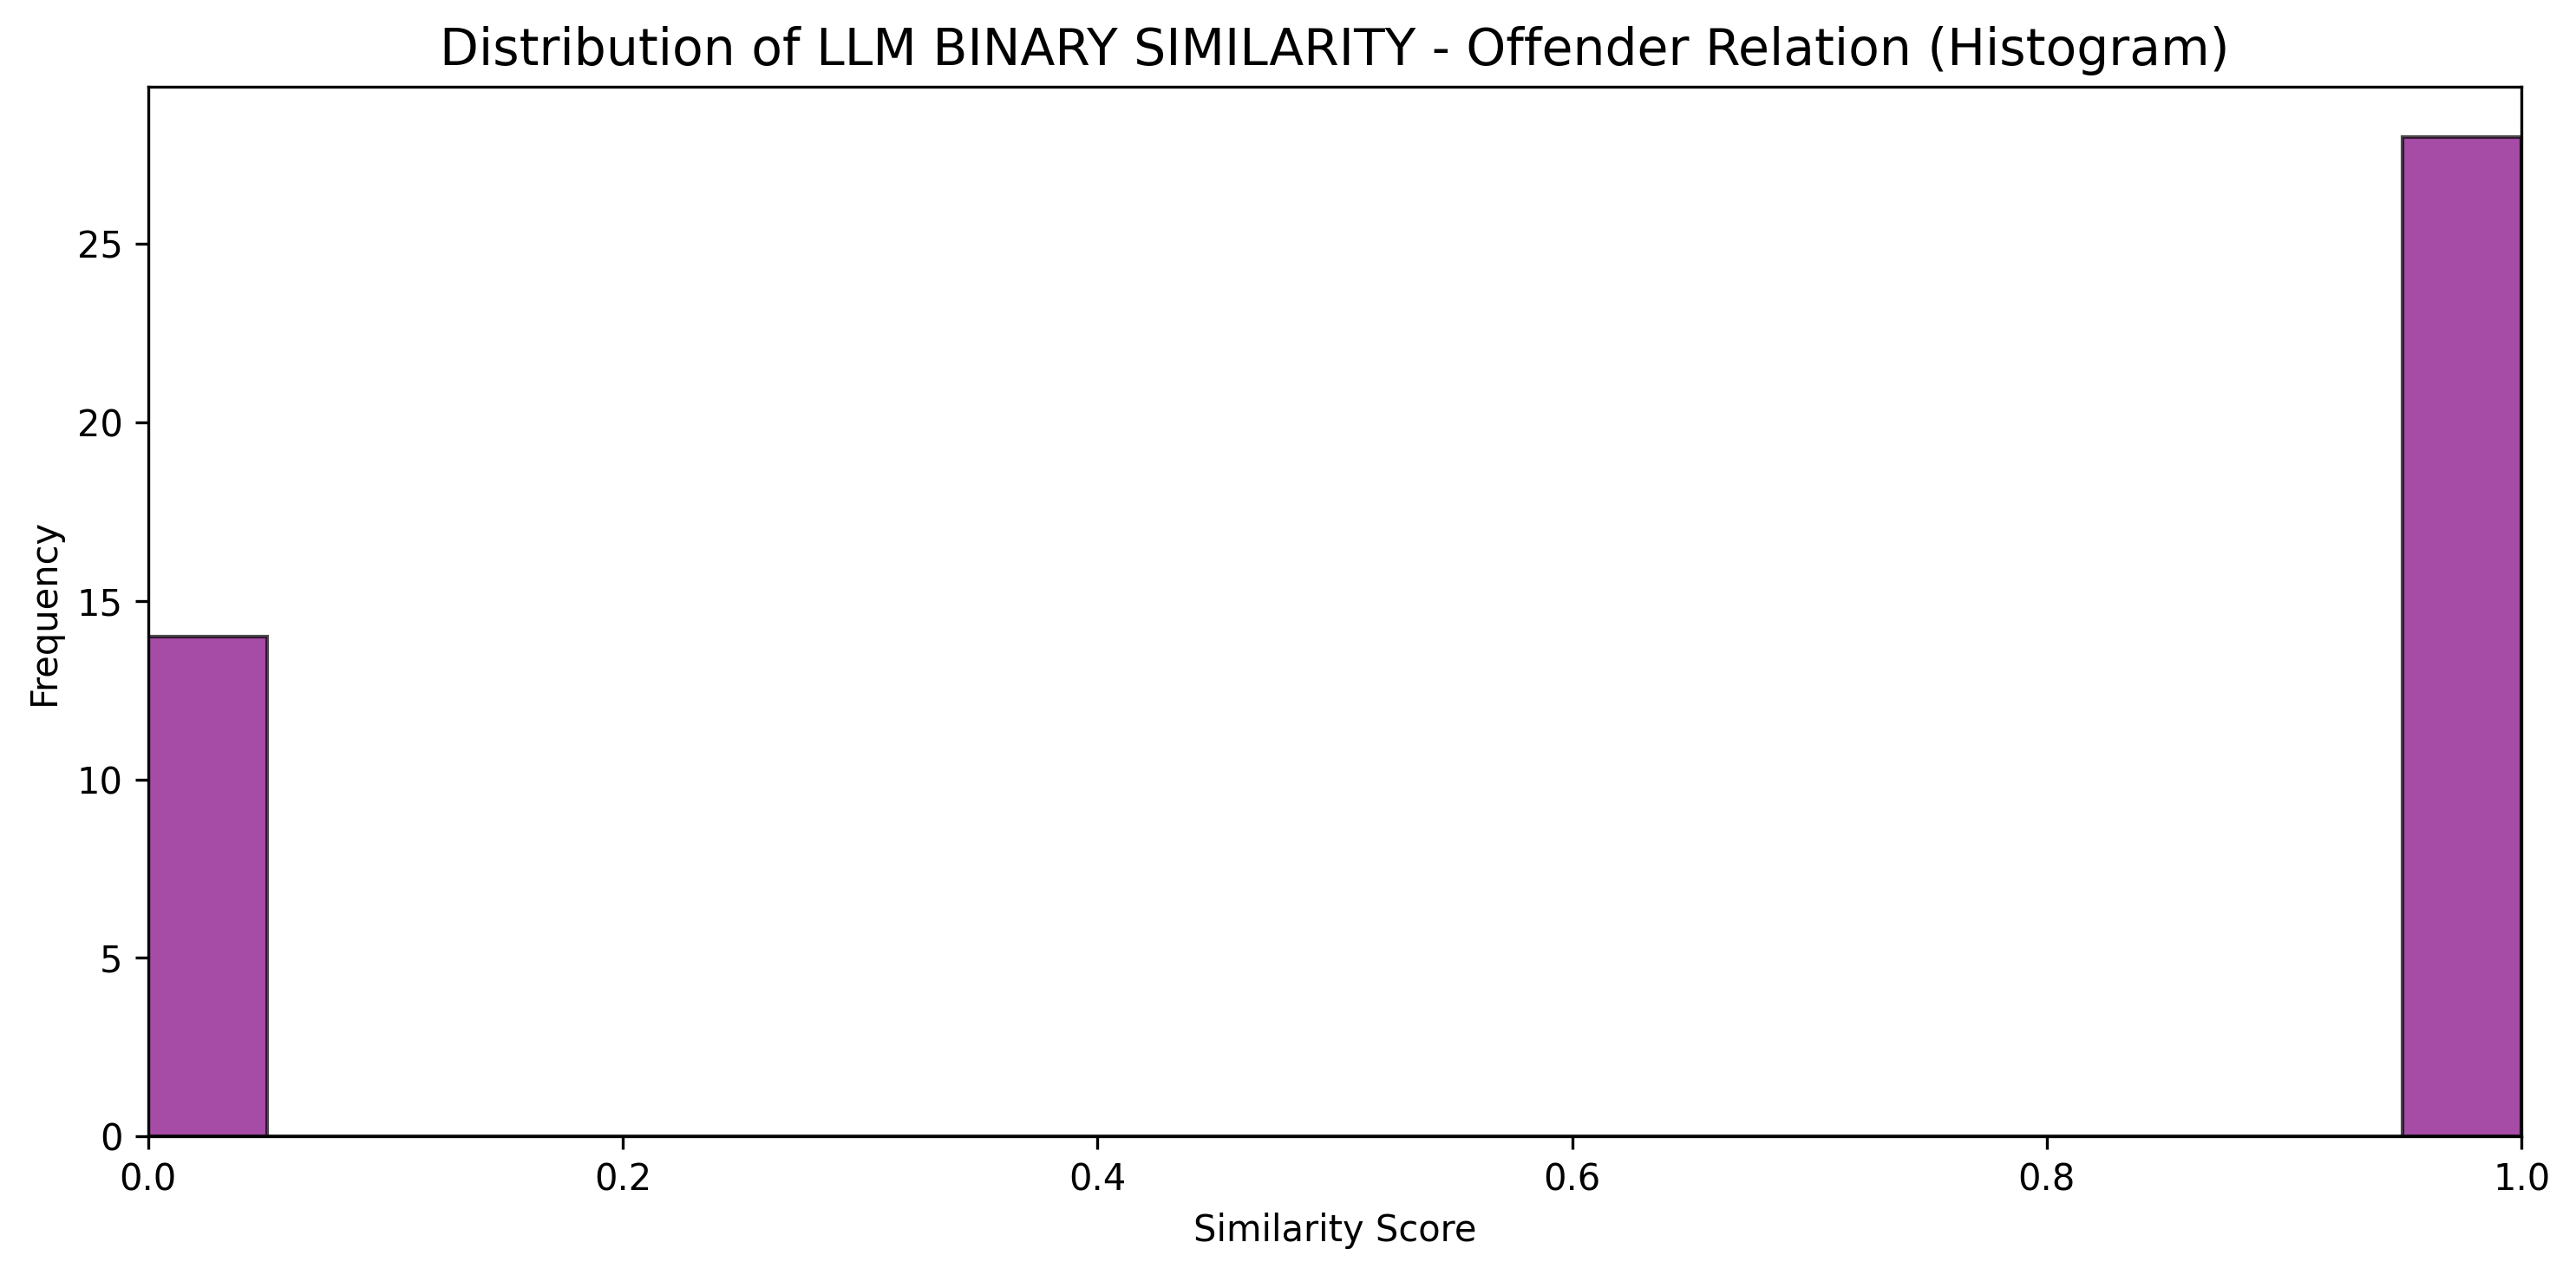 Distribution of LLM BINARY SIMILARITY - Offender Relation (Histogram)
Frequency
25
20
15
10
5
0
0.0 0.2 0.4 0.6 0.8 1.0
Similarity Score